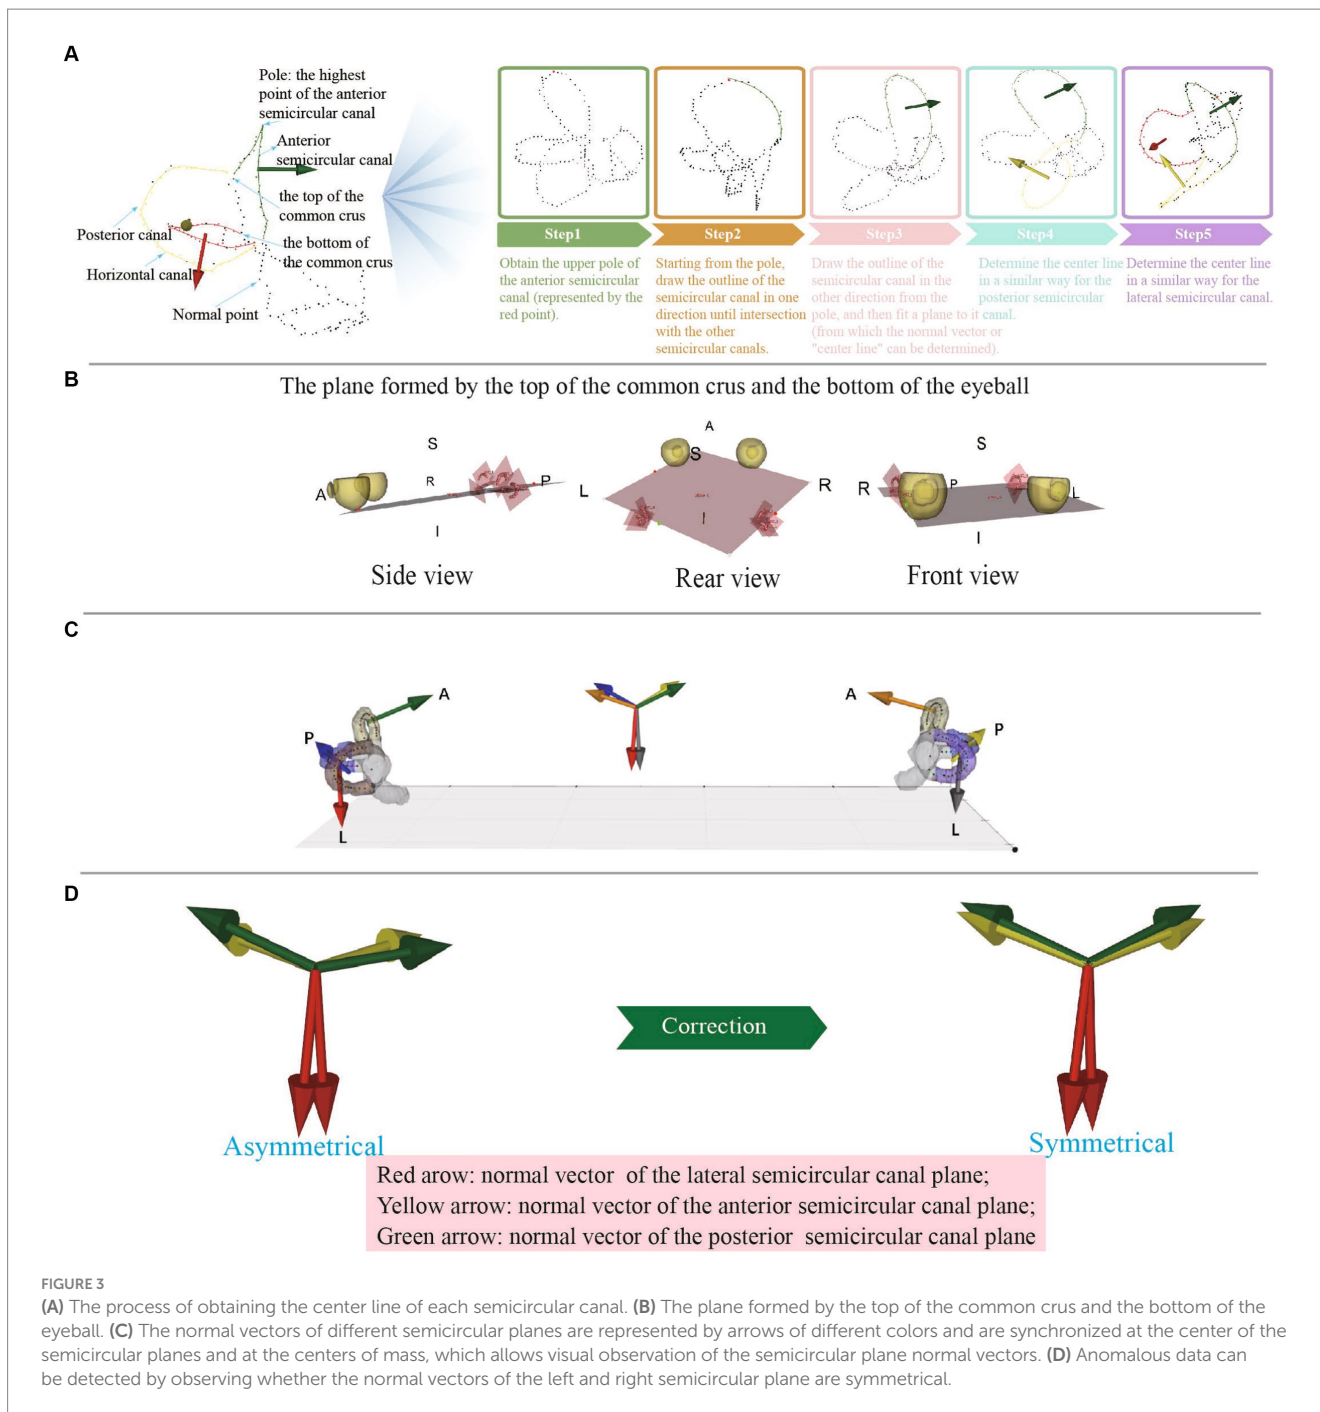 A
Pole: the highest
point of the anterior
semicircular canal
Anterior
semicircular canal
the top of the
common crus
Posterior canal
the bottom of
the common crus
Horizontal canal
Normal point
Step1
Step2
Step3
Step4
Step5
Obtain the upper pole of
the anterior semicircular
canal (represented by the
red point).
Starting from the pole,
draw the outline of the
semicircular canal in one
direction until intersection
with the other
semicircular canals.
Draw the outline of the
semicircular canal in the
other direction from the
pole, and then fit a plane to it
(from which the normal vector or
"center line" can be determined).
Determine the center line
in a similar way for the
posterior semicircular
canal.
Determine the center line
in a similar way for the
lateral semicircular canal.
B
The plane formed by the top of the common crus and the bottom of the eyeball
S
A
R
P
I
Side view
A
S
L
R
I
Rear view
S
R
P
L
I
Front view
C
A
P
L
A
P
L
D
Asymmetrical
Correction
Symmetrical
Red arow: normal vector of the lateral semicircular canal plane;
Yellow arrow: normal vector of the anterior semicircular canal plane;
Green arrow: normal vector of the posterior semicircular canal plane
FIGURE 3
(A) The process of obtaining the center line of each semicircular canal. (B) The plane formed by the top of the common crus and the bottom of the
eyeball. (C) The normal vectors of different semicircular planes are represented by arrows of different colors and are synchronized at the center of the
semicircular planes and at the centers of mass, which allows visual observation of the semicircular plane normal vectors. (D) Anomalous data can
be detected by observing whether the normal vectors of the left and right semicircular plane are symmetrical.